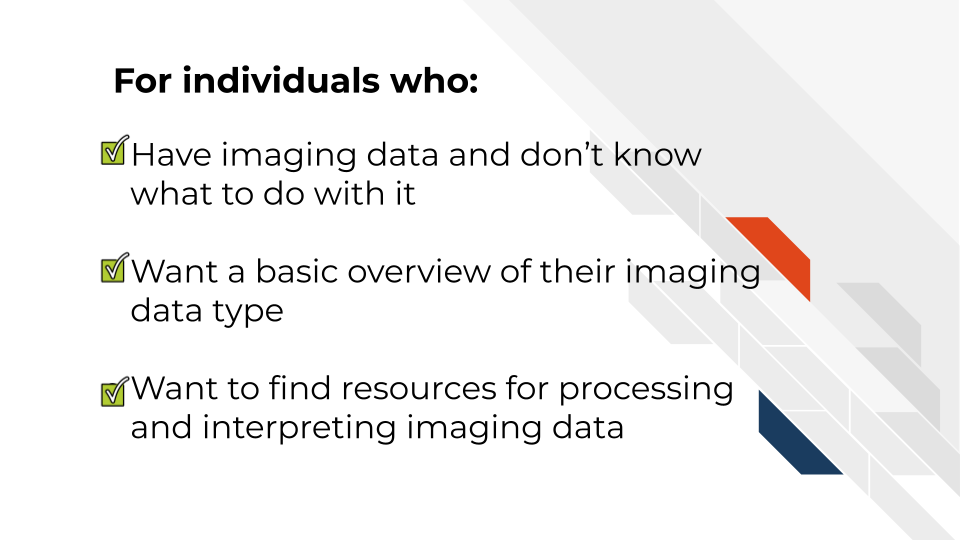 For individuals who:
Have imaging data and don’t know
what to do with it
Want a basic overview of their imaging
data type
Want to find resources for processing
and interpreting imaging data